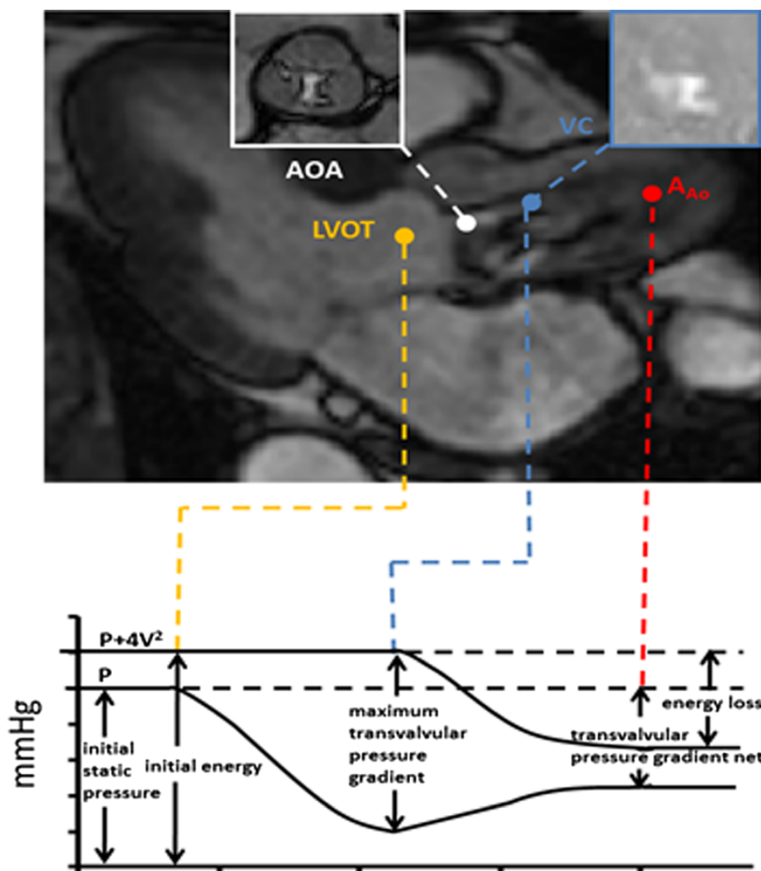 VC
AOA
A_Ao
LVOT
P+4V²
P
mmHg
initial
static
pressure
initial energy
maximum
transvalvular
pressure
gradient
energy loss
transvalvular
pressure gradient net